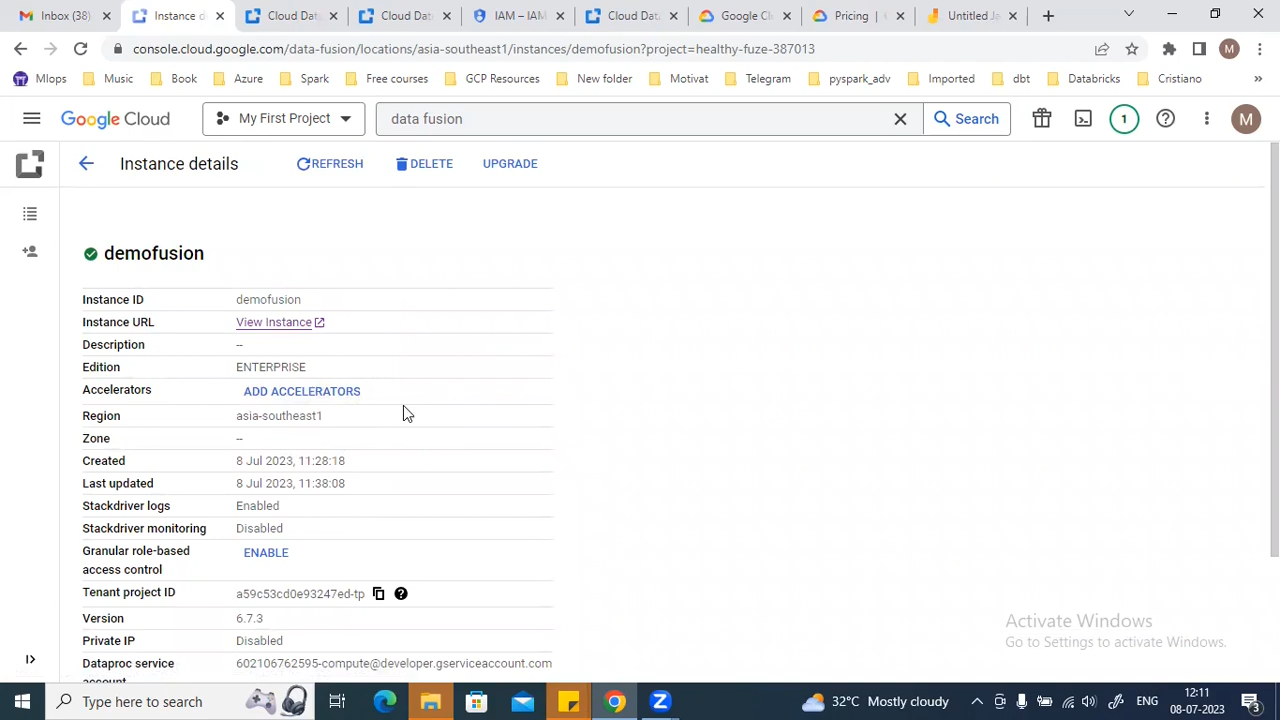 Inbox (38)
Instance d
Cloud Dat
Cloud Dat
IAM – IAM
Cloud Dat
Google Cl
Pricing |
Untitled Ja
console.cloud.google.com/data-fusion/locations/asia-southeast1/instances/demofusion?project=healthy-fuze-387013
M
Mlops
Music
Book
Azure
Spark
Free courses
GCP Resources
New folder
Motivat
Telegram
pyspark_adv
Imported
dbt
Databricks
Cristiano
»
Google Cloud
My First Project
data fusion
Search
1
M
Instance details
REFRESH
DELETE
UPGRADE
demofusion
Instance ID demofusion
Instance URL View Instance
Description --
Edition ENTERPRISE
Accelerators ADD ACCELERATORS
Region asia-southeast1
Zone --
Created 8 Jul 2023, 11:28:18
Last updated 8 Jul 2023, 11:38:08
Stackdriver logs Enabled
Stackdriver monitoring Disabled
Granular role-based ENABLE
access control
Tenant project ID a59c53cd0e93247ed-tp
Version 6.7.3
Private IP Disabled
Dataproc service 602106762595-compute@developer.gserviceaccount.com
account
Activate Windows
Go to Settings to activate Windows.
Type here to search
32°C Mostly cloudy
ENG
12:11
08-07-2023
3